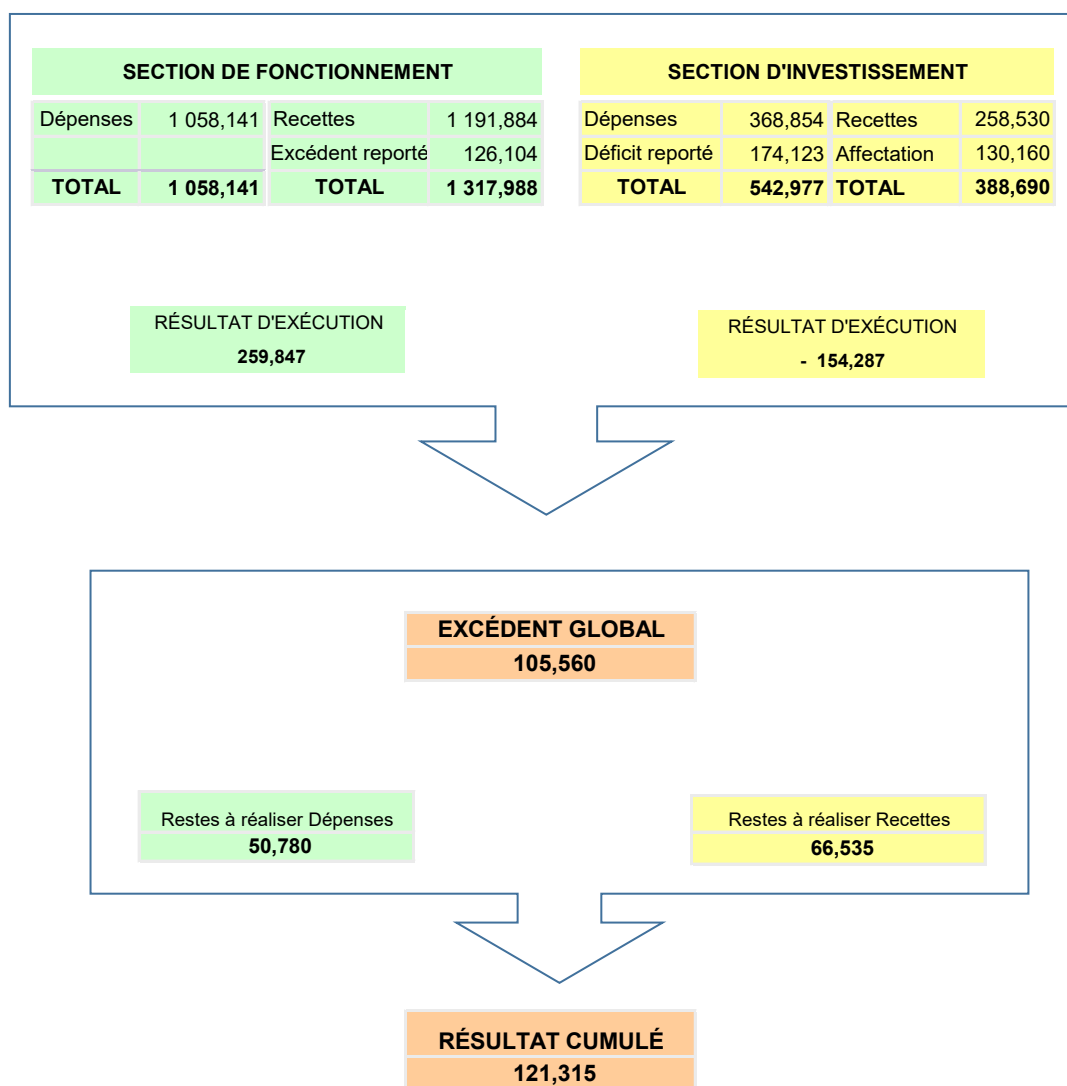 SECTION DE FONCTIONNEMENT
Dépenses 1 058,141 Recettes 1 191,884
Excédent reporté 126,104
TOTAL 1 058,141 TOTAL 1 317,988
SECTION D'INVESTISSEMENT
Dépenses 368,854 Recettes 258,530
Déficit reporté 174,123 Affectation 130,160
TOTAL 542,977 TOTAL 388,690
RÉSULTAT D'EXÉCUTION
259,847
RÉSULTAT D'EXÉCUTION
- 154,287
EXCÉDENT GLOBAL
105,560
Restes à réaliser Dépenses
50,780
Restes à réaliser Recettes
66,535
RÉSULTAT CUMULÉ
121,315